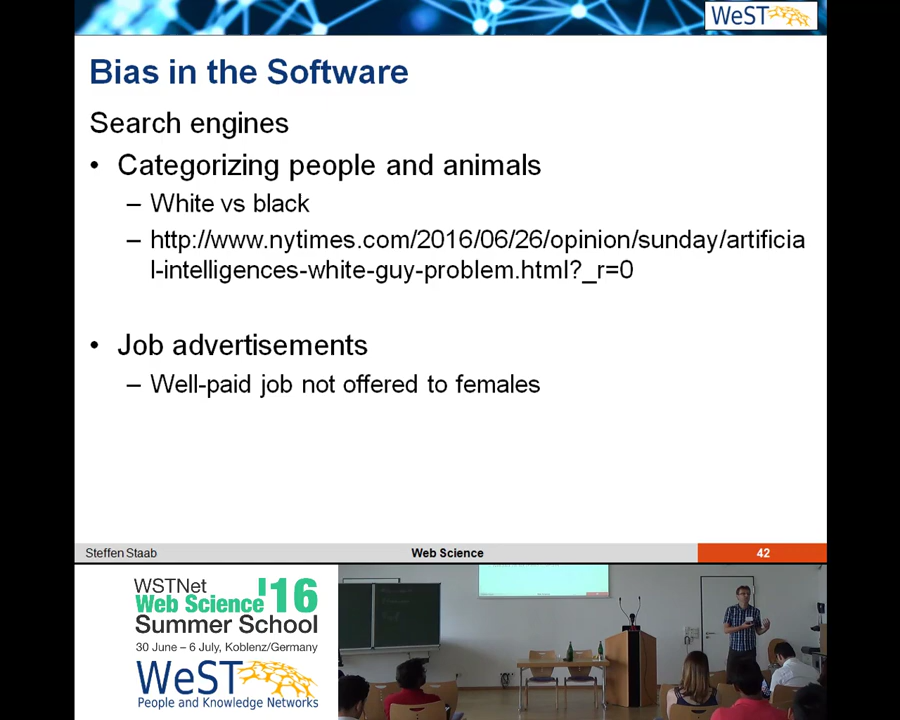 WeST
Bias in the Software
Search engines
• Categorizing people and animals
– White vs black
– http://www.nytimes.com/2016/06/26/opinion/sunday/artificia
l-intelligences-white-guy-problem.html?_r=0
• Job advertisements
– Well-paid job not offered to females
Steffen Staab
Web Science
42
WSTNet
Web Science '16
Summer School
30 June – 6 July, Koblenz/Germany
WeST
People and Knowledge Networks